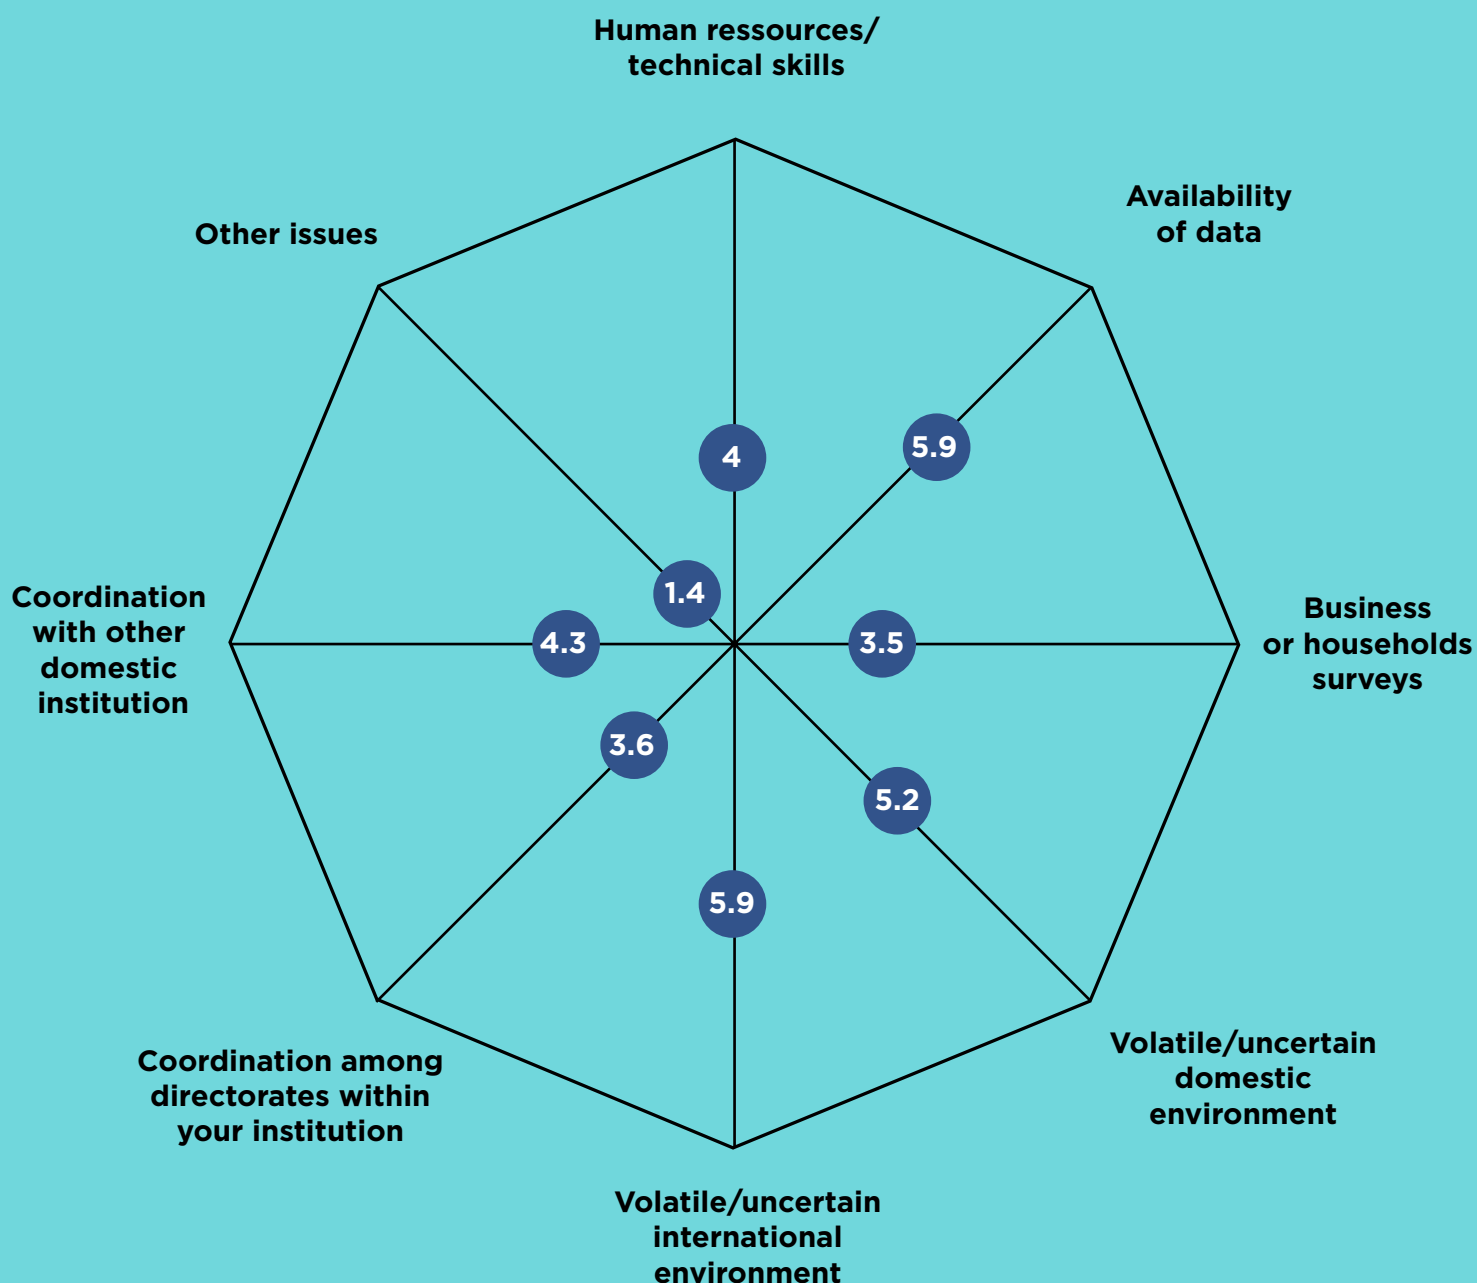 Human ressources/
technical skills
Availability
of data
Other issues
4
5.9
1.4
Coordination
with other
domestic
institution
4.3
3.5
Business
or households
surveys
3.6
5.2
5.9
Coordination among
directorates within
your institution
Volatile/uncertain
domestic
environment
Volatile/uncertain
international
environment